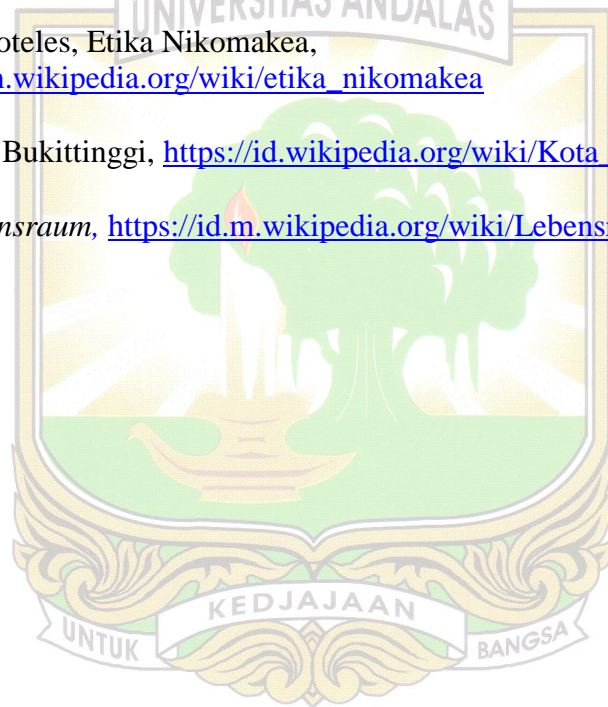 UNIVERSITAS ANDALAS
oteles, Etika Nikomakea,
n.wikipedia.org/wiki/etika_nikomakea
Bukittinggi, https://id.wikipedia.org/wiki/Kota_
nsraum, https://id.m.wikipedia.org/wiki/Lebens
UNTUK KEDJAJAAN BANGSA